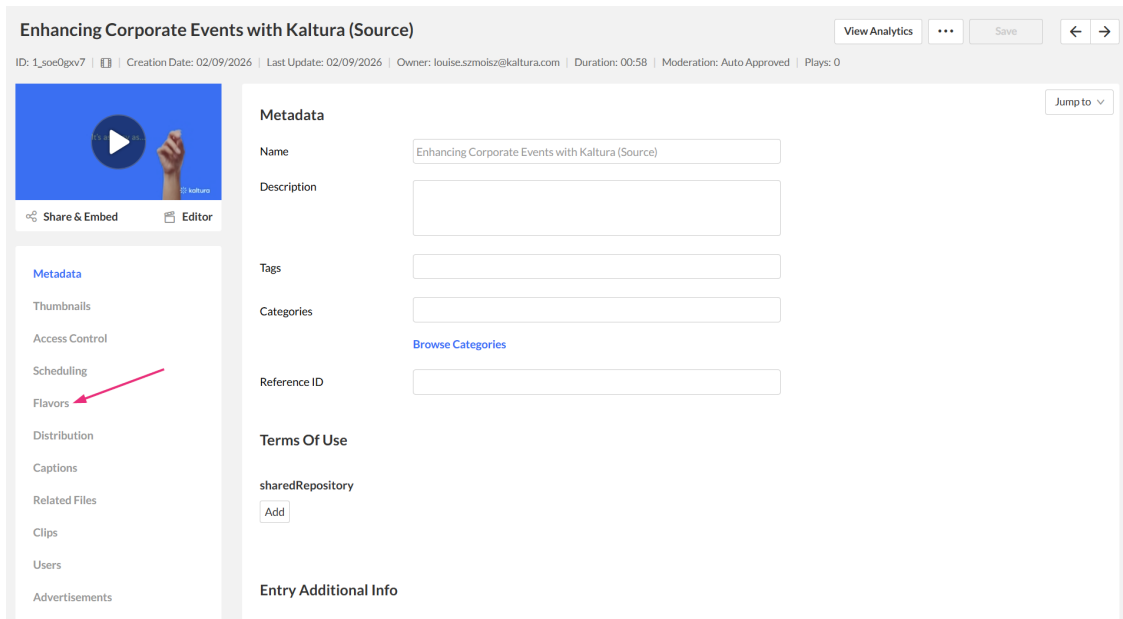 Enhancing Corporate Events with Kaltura (Source)
View Analytics
Save
ID: 1_soe0gxv7 | | Creation Date: 02/09/2026 | Last Update: 02/09/2026 | Owner: louise.szmoisz@kaltura.com | Duration: 00:58 | Moderation: Auto Approved | Plays: 0
kaltura
Share & Embed
Editor
Metadata
Thumbnails
Access Control
Scheduling
Flavors
Distribution
Captions
Related Files
Clips
Users
Advertisements
Jump to
Metadata
Name
Enhancing Corporate Events with Kaltura (Source)
Description
Tags
Categories
Browse Categories
Reference ID
Terms Of Use
sharedRepository
Add
Entry Additional Info